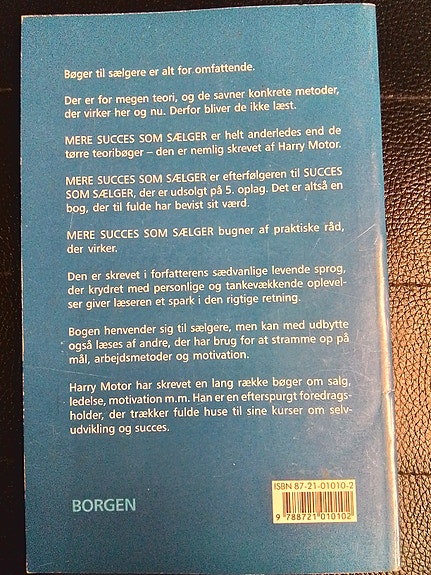 Bøger til sælgere er alt for omfattende.
Der er for megen teori, og de savner konkrete metoder,
der virker her og nu. Derfor bliver de ikke læst.
MERE SUCCES SOM SÆLGER er helt anderledes end de
tørre teoribøger – den er nemlig skrevet af Harry Motor.
MERE SUCCES SOM SÆLGER er efterfølgeren til SUCCES
SOM SÆLGER, der er udsolgt på 5. oplag. Det er altså en
bog, der til fulde har bevist sit værd.
MERE SUCCES SOM SÆLGER bugner af praktiske råd,
der virker.
Den er skrevet i forfatterens sædvanlige levende sprog,
der krydret med personlige og tankevækkende oplevel-
ser giver læseren et spark i den rigtige retning.
Bogen henvender sig til sælgere, men kan med udbytte
også læses af andre, der har brug for at stramme op på
mål, arbejdsmetoder og motivation.
Harry Motor har skrevet en lang række bøger om salg,
ledelse, motivation m.m. Han er en efterspurgt foredrags-
holder, der trækker fulde huse til sine kurser om selv-
udvikling og succes.
ISBN 87-21-01010-2
9 788721 010102
BORGEN